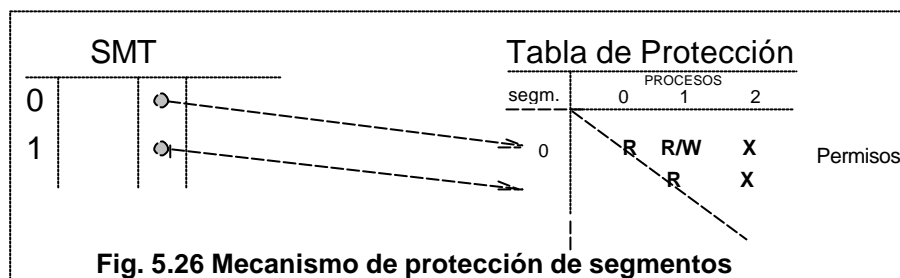 SMT
Tabla de Protección
PROCESOS
segm. 0 1 2
0
1
0 R R/W X Permisos
R X
Fig. 5.26 Mecanismo de protección de segmentos